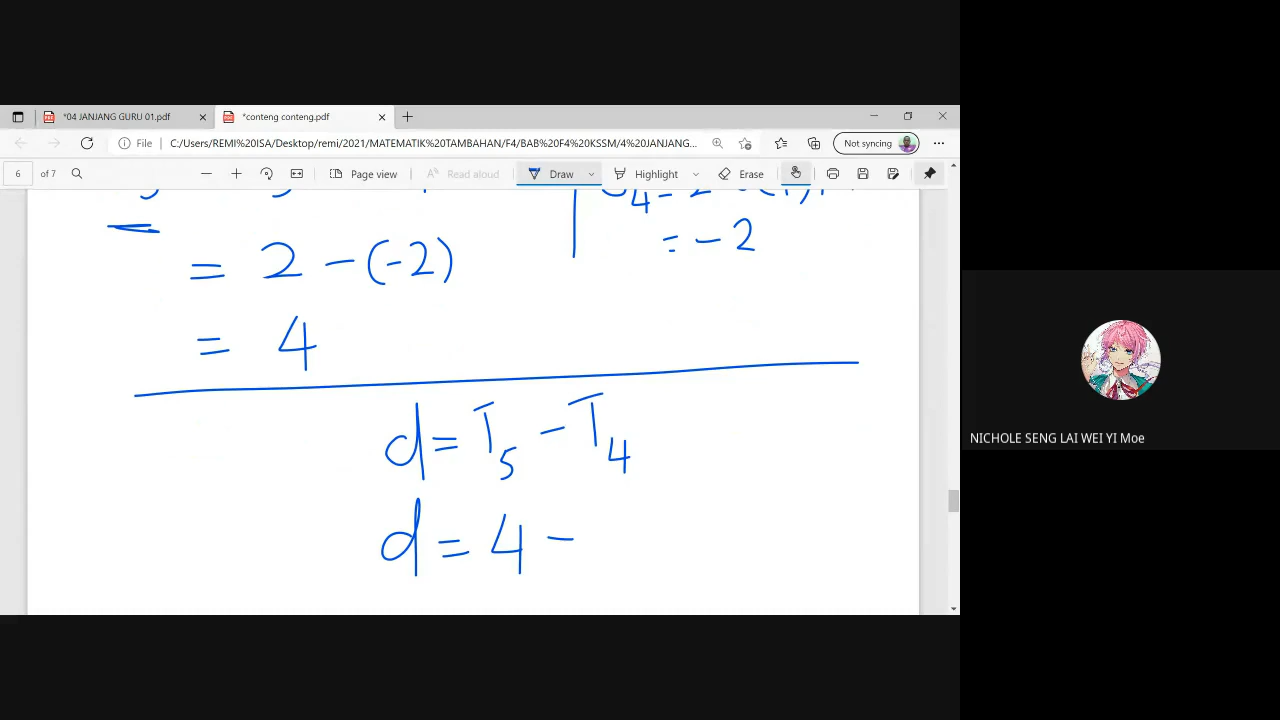 *04 JANJANG GURU 01.pdf
*conteng conteng.pdf
File C:/Users/REMI%20ISA/Desktop/remi/2021/MATEMATIK%20TAMBAHAN/F4/BAB%20F4%20KSSM/4%20JANJANG...
Not syncing
6 of 7
Page view
Read aloud
Draw
Highlight
Erase
= -2
= 2 - (-2)
= 4
d = T5 - T4
d = 4 -
NICHOLE SENG LAI WEI YI Moe